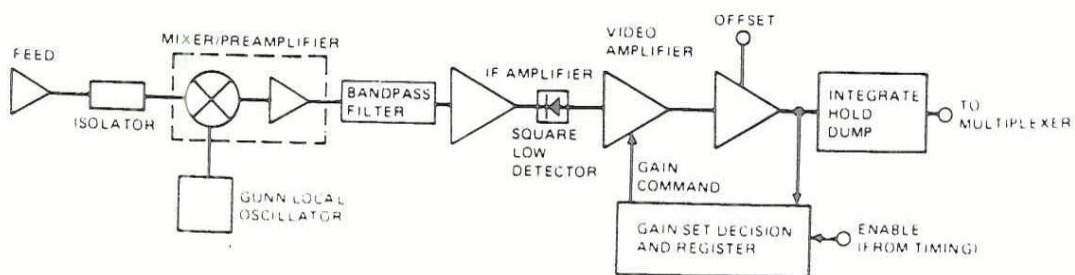 FEED
ISOLATOR
MIXER/PREAMPLIFIER
GUNN LOCAL
OSCILLATOR
BANDPASS
FILTER
IF AMPLIFIER
SQUARE
LOW
DETECTOR
VIDEO
AMPLIFIER
GAIN
COMMAND
OFFSET
INTEGRATE
HOLD
DUMP
TO
MULTIPLEXER
GAIN SET DECISION
AND REGISTER
ENABLE
(FROM TIMING)